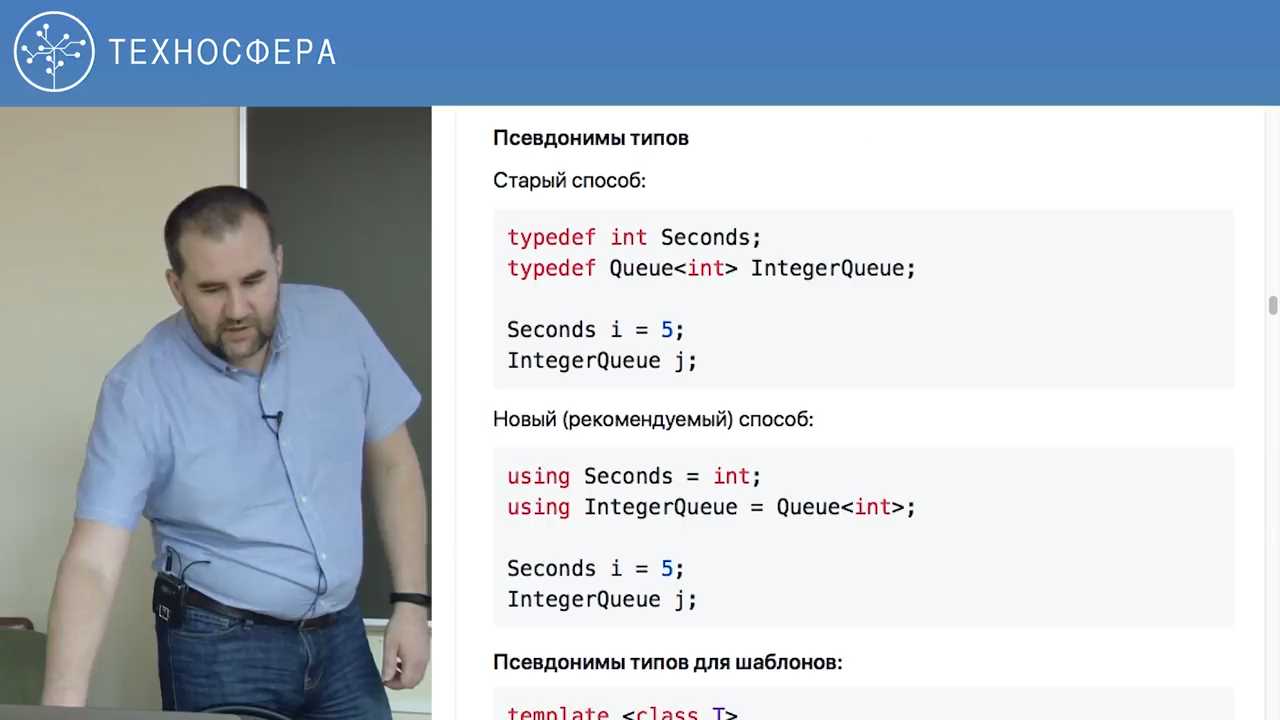 ТЕХНОСФЕРА
Псевдонимы типов
Старый способ:
typedef int Seconds;
typedef Queue<int> IntegerQueue;
Seconds i = 5;
IntegerQueue j;
Новый (рекомендуемый) способ:
using Seconds = int;
using IntegerQueue = Queue<int>;
Seconds i = 5;
IntegerQueue j;
Псевдонимы типов для шаблонов:
template <class T>